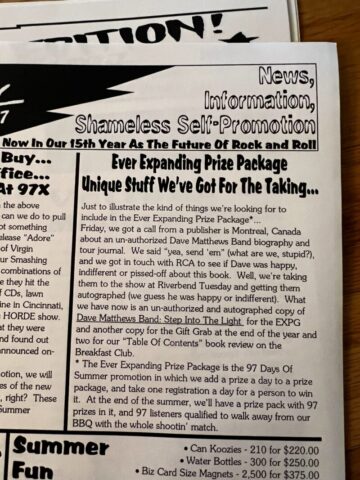 BITION!
7
News,
Information,
Shameless Self-Promotion
Now In Our 15th Year As The Future Of Rock and Roll
Buy...
ffice...
At 97X
the above
can we do to pull
ot something
elease "Adore"
of Virgin
ur Smashing
combinations of
e they hit the
f CDs, lawn
ine in Cincinnati,
HORDE show.
at they were
nd found out
nnounced on-
otion, we will
es of the new
, right? These
Summer
Ever Expanding Prize Package
Unique Stuff We've Got For The Taking...
Just to illustrate the kind of things we're looking for to
include in the Ever Expanding Prize Package*...
Friday, we got a call from a publisher is Montreal, Canada
about an un-authorized Dave Matthews Band biography and
tour journal. We said "yea, send 'em" (what are we, stupid?),
and we got in touch with RCA to see if Dave was happy,
indifferent or pissed-off about this book. Well, we're taking
them to the show at Riverbend Tuesday and getting them
autographed (we guess he was happy or indifferent). What
we have now is an un-authorized and autographed copy of
Dave Matthews Band: Step Into The Light for the EXPG
and another copy for the Gift Grab at the end of the year and
two for our "Table Of Contents" book review on the
Breakfast Club.
* The Ever Expanding Prize Package is the 97 Days Of
Summer promotion in which we add a prize a day to a prize
package, and take one registration a day for a person to win
it. At the end of summer, we'll have a prize pack with 97
prizes in it, and 97 listeners qualified to walk away from our
BBQ with the whole shootin' match.
Summer
Fun
• Can Koozies - 210 for $220.00
• Water Bottles - 300 for $250.00
• Biz Card Size Magnets - 2,500 for $375.00